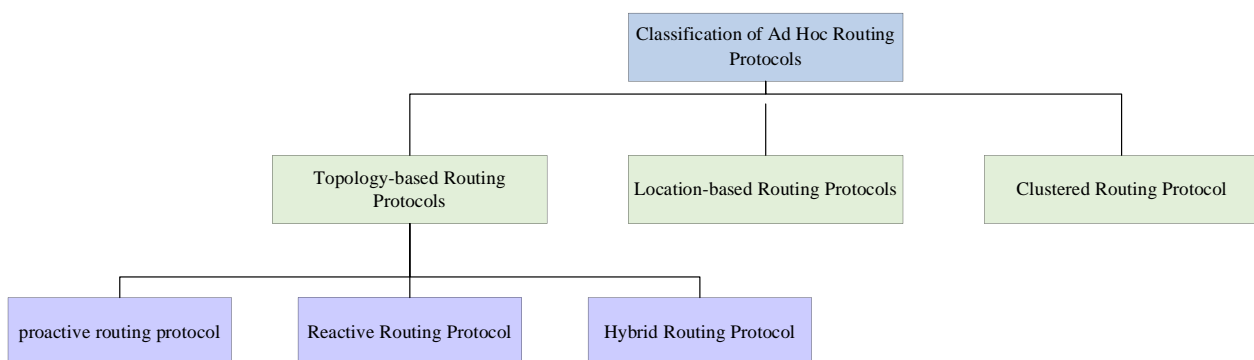 Classification of Ad Hoc Routing
Protocols
Topology-based Routing
Protocols
Location-based Routing Protocols
Clustered Routing Protocol
proactive routing protocol
Reactive Routing Protocol
Hybrid Routing Protocol